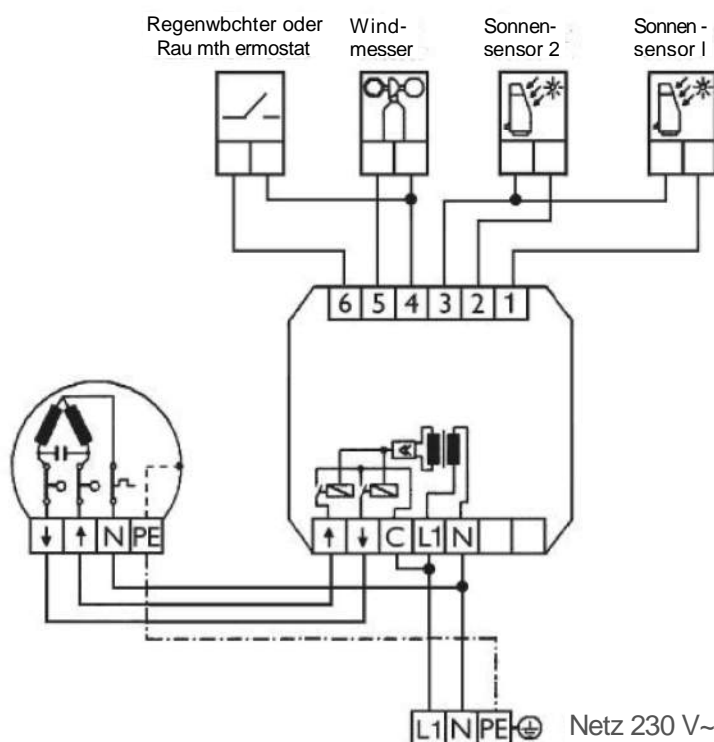 Regenwbchter oder
Rau mth ermostat
Wind-
messer
Sonnen-
sensor 2
Sonnen -
sensor l
6 5 4 3 2 1
↓ ↑ N PE
↑ ↓ C L1 N
L1 N PE
Netz 230 V~